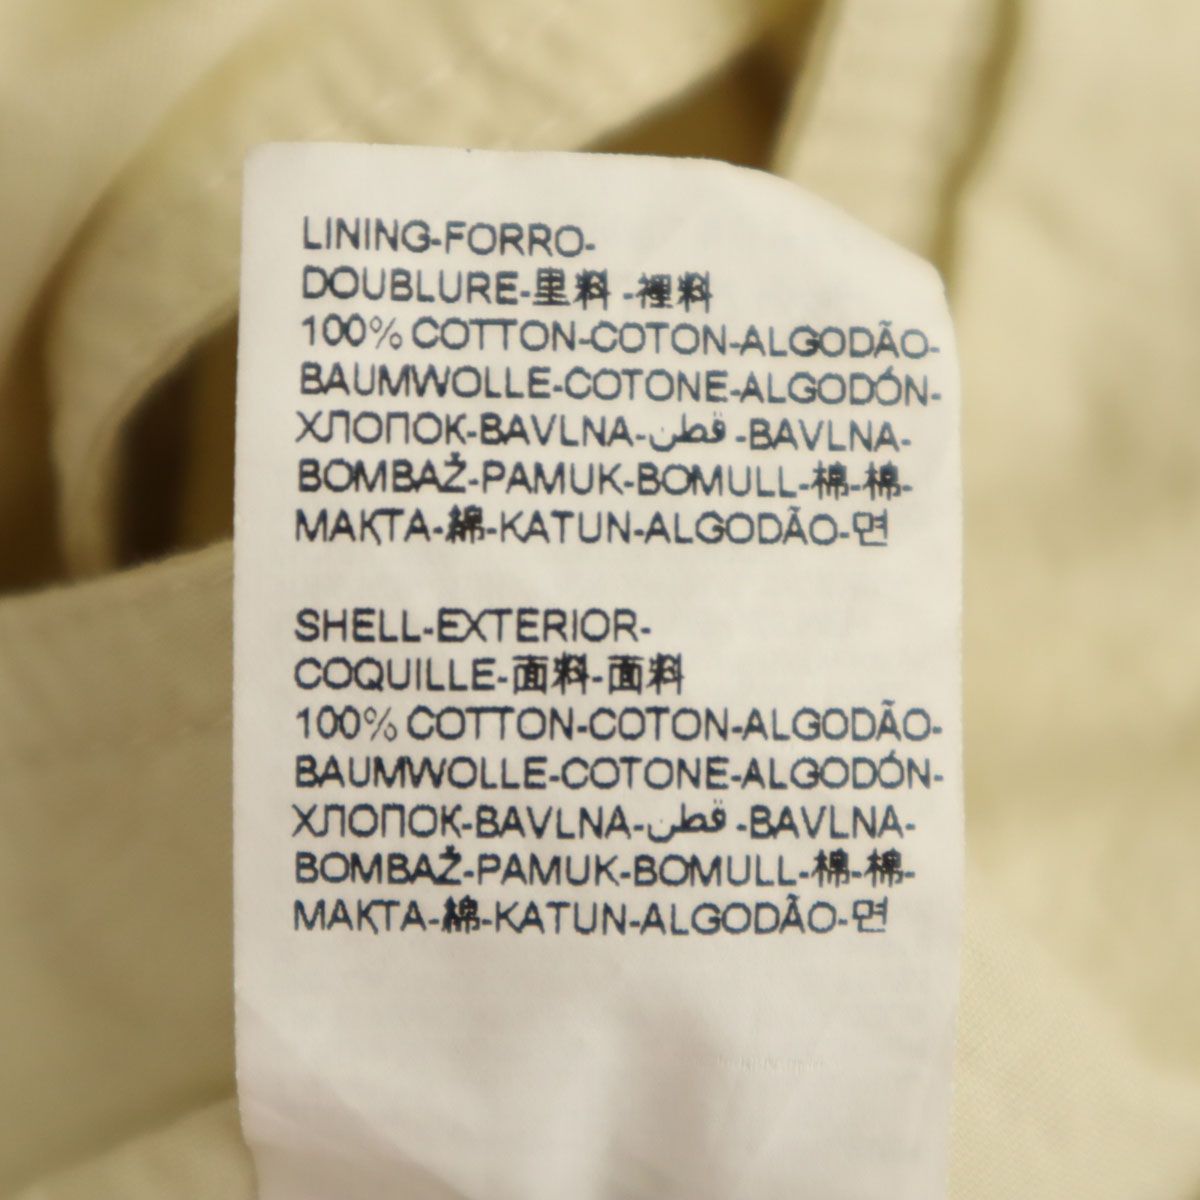 LINING-FORRO-
DOUBLURE-里料 -裡料
100% COTTON-COTON-ALGODÃO-
BAUMWOLLE-COTONE-ALGODÓN-
ХЛОПОК-BAVLNA-قطن -BAVLNA-
BOMBAŽ-PAMUK-BOMULL-棉-棉-
МАҚТА-綿-KATUN-ALGODÃO-면
SHELL-EXTERIOR-
COQUILLE-面料-面料
100% COTTON-COTON-ALGODÃO-
BAUMWOLLE-COTONE-ALGODÓN-
ХЛОПОК-BAVLNA-قطن -BAVLNA-
BOMBAŽ-PAMUK-BOMULL-棉-棉-
МАҚТА-綿-KATUN-ALGODÃO-면